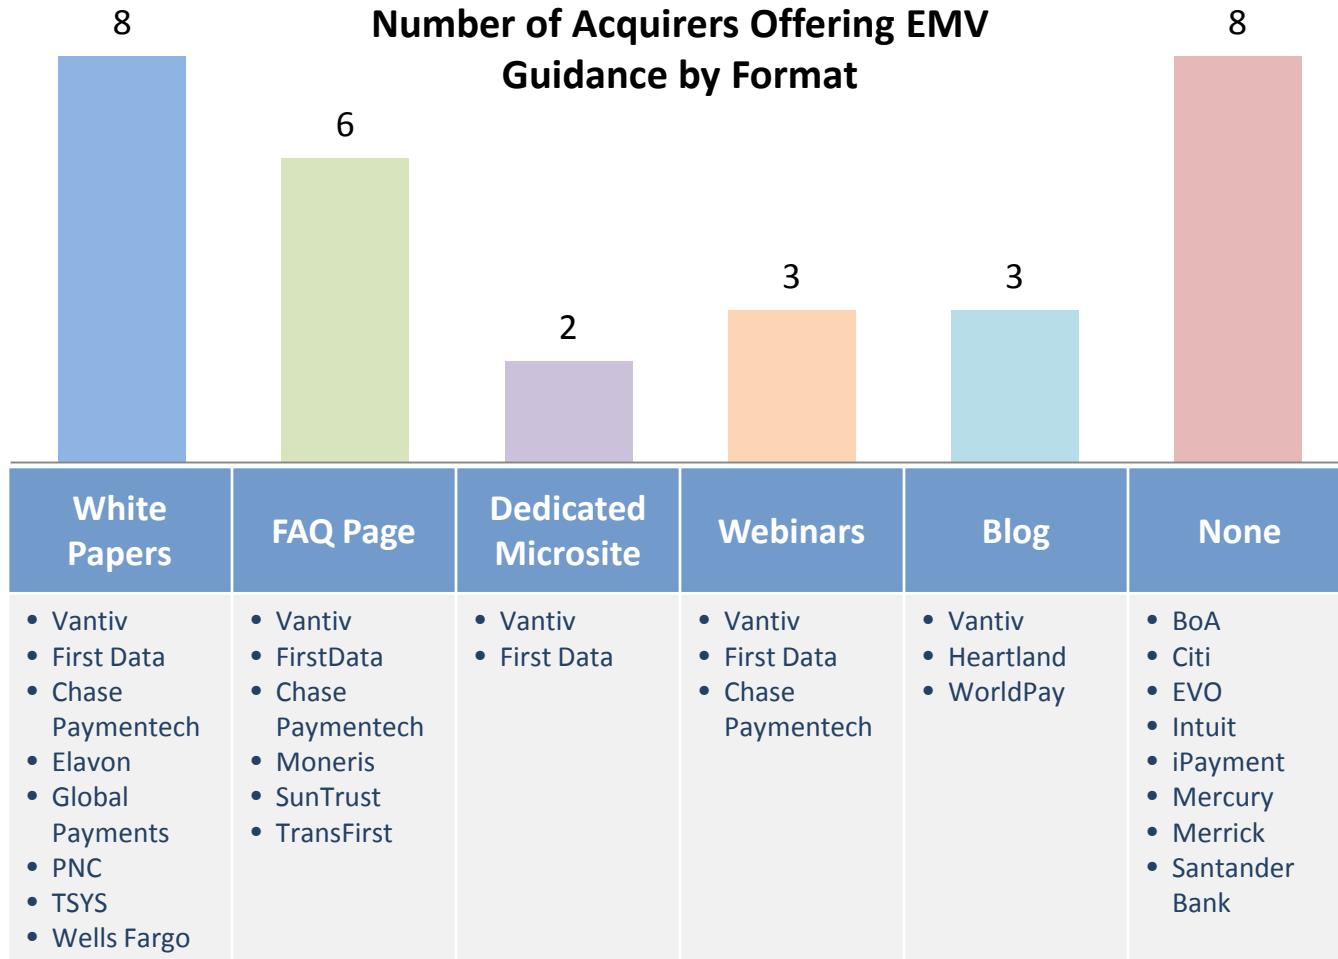 Number of Acquirers Offering EMV
Guidance by Format
8
6
2
3
3
8
White
Papers
FAQ Page
Dedicated
Microsite
Webinars
Blog
None
• Vantiv
• First Data
• Chase
Paymentech
• Elavon
• Global
Payments
• PNC
• TSYS
• Wells Fargo
• Vantiv
• FirstData
• Chase
Paymentech
• Moneris
• SunTrust
• TransFirst
• Vantiv
• First Data
• Vantiv
• First Data
• Chase
Paymentech
• Vantiv
• Heartland
• WorldPay
• BoA
• Citi
• EVO
• Intuit
• iPayment
• Mercury
• Merrick
• Santander
Bank